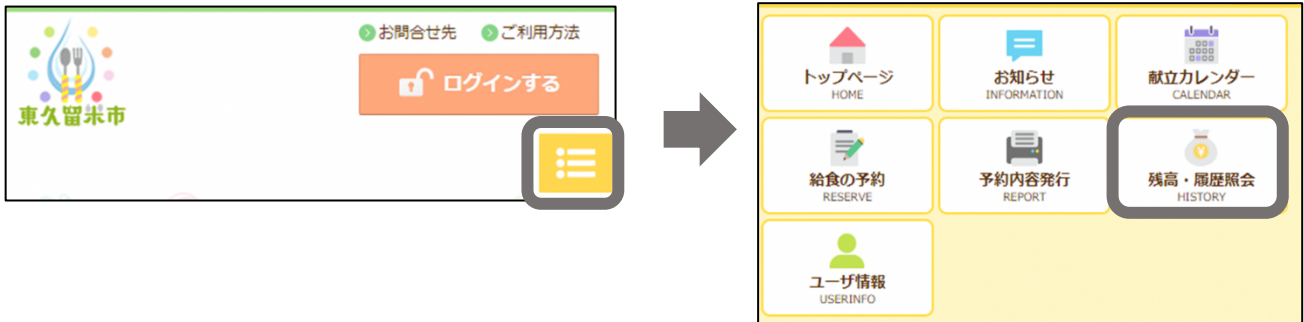 お問合せ先 ご利用方法
ログインする
東久留米市
トップページ
HOME
お知らせ
INFORMATION
献立カレンダー
CALENDAR
給食の予約
RESERVE
予約内容発行
REPORT
残高・履歴照会
HISTORY
ユーザ情報
USERINFO